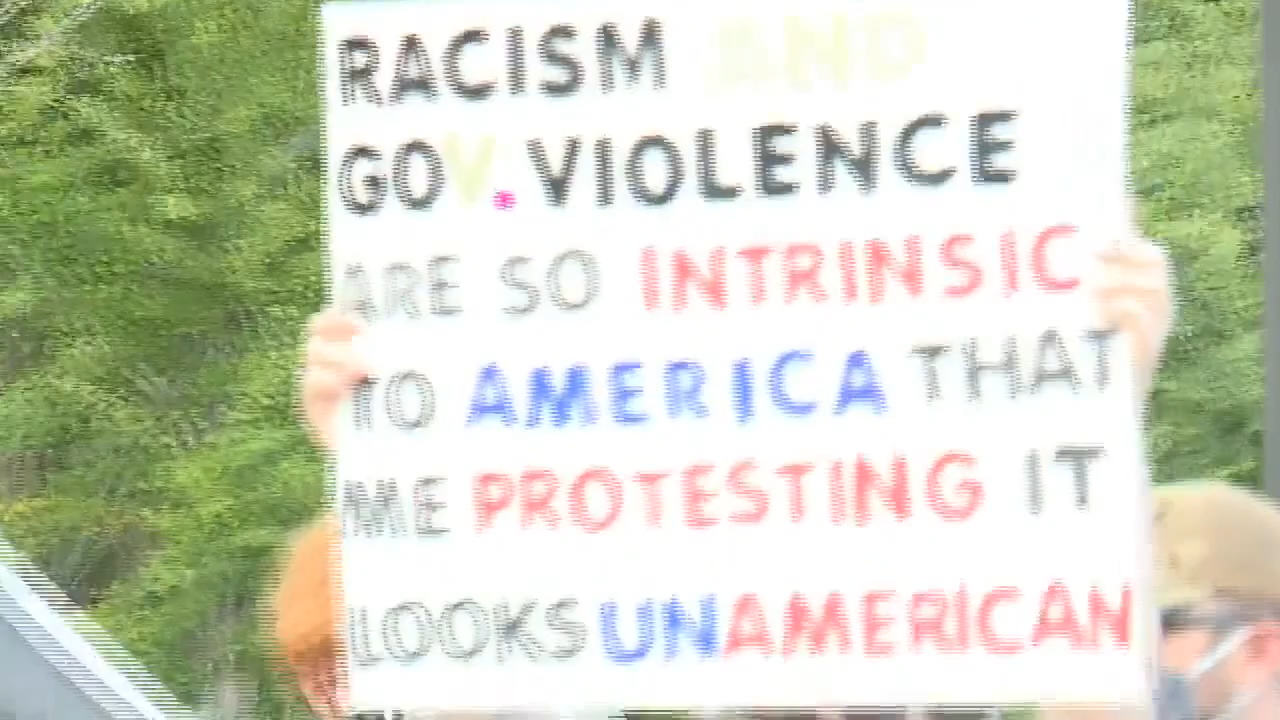 RACISM AND
GOV. VIOLENCE
ARE SO INTRINSIC
TO AMERICA THAT
ME PROTESTING IT
LOOKS UNAMERICAN